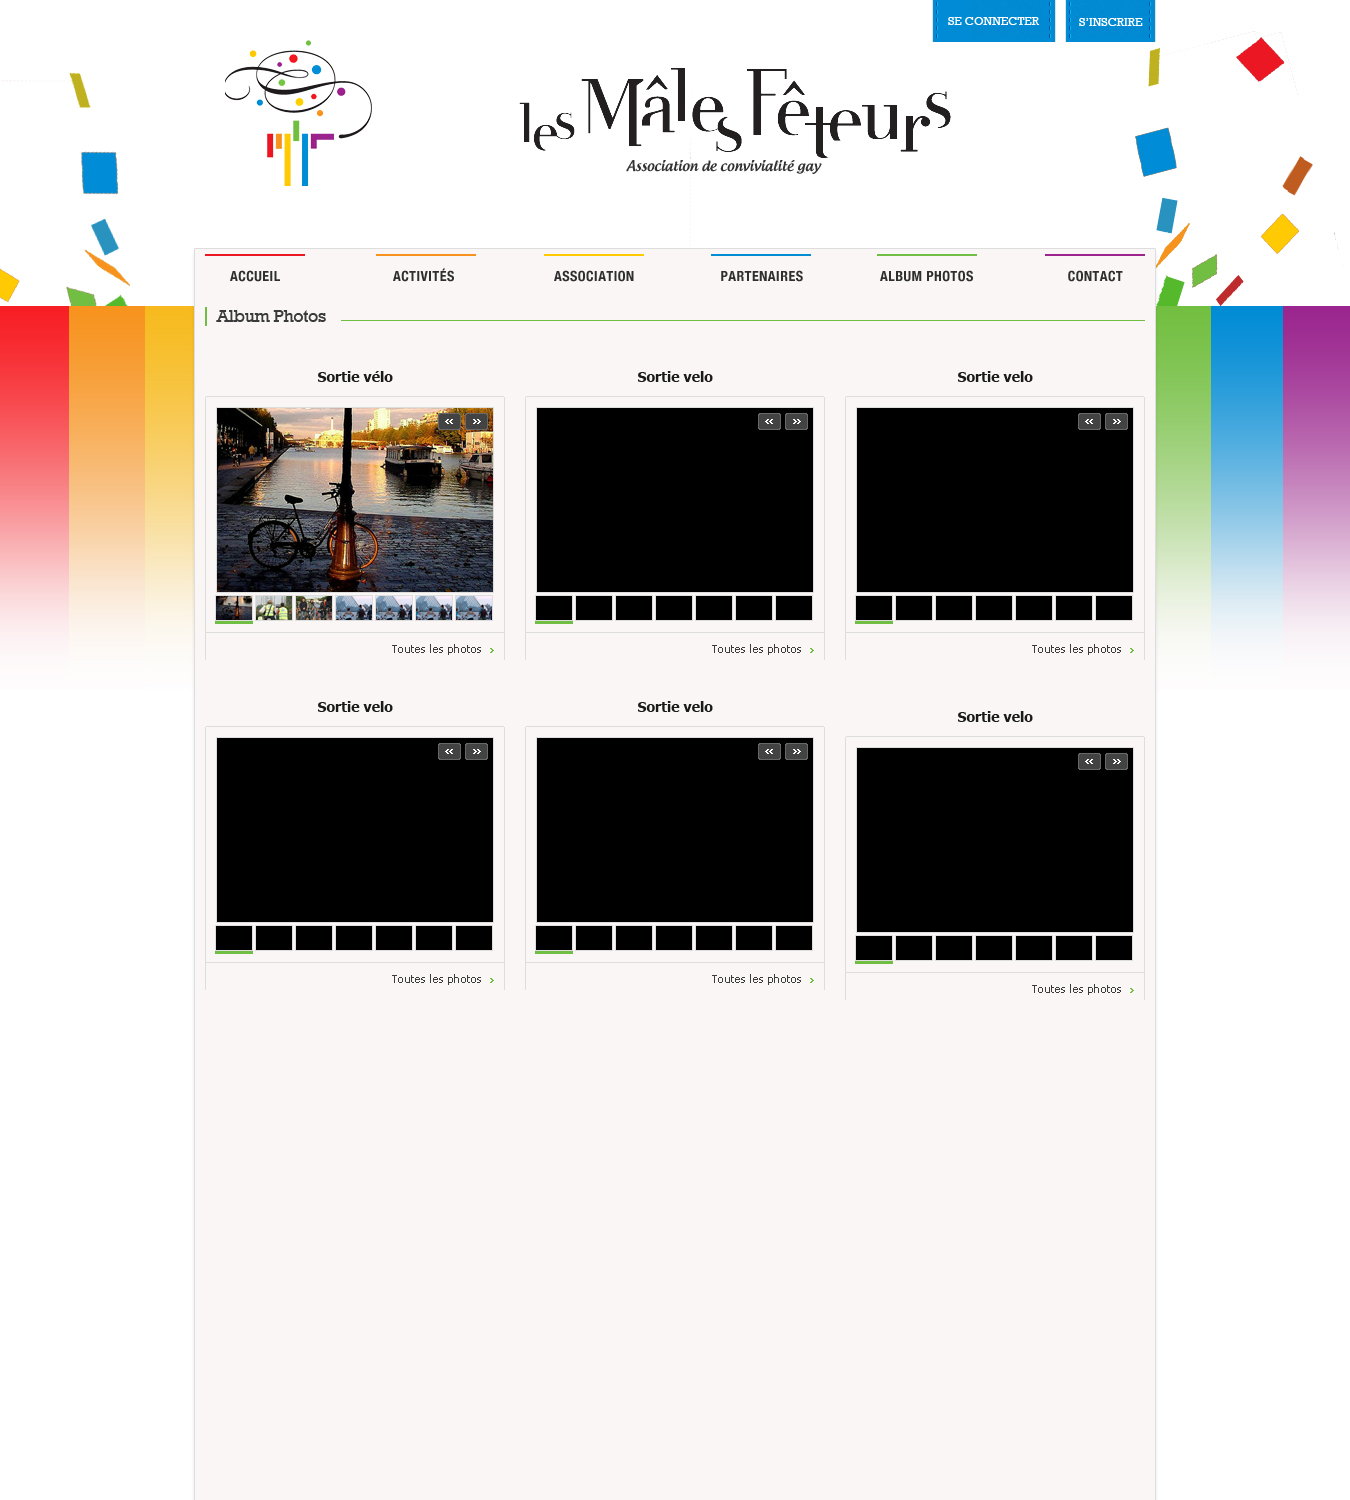 SE CONNECTER
S'INSCRIRE
les Mâles Fêteurs
Association de convivialité gay
ACCUEIL
ACTIVITÉS
ASSOCIATION
PARTENAIRES
ALBUM PHOTOS
CONTACT
Album Photos
Sortie vélo
Sortie velo
Sortie velo
Toutes les photos
Toutes les photos
Toutes les photos
Sortie velo
Sortie velo
Sortie velo
Toutes les photos
Toutes les photos
Toutes les photos